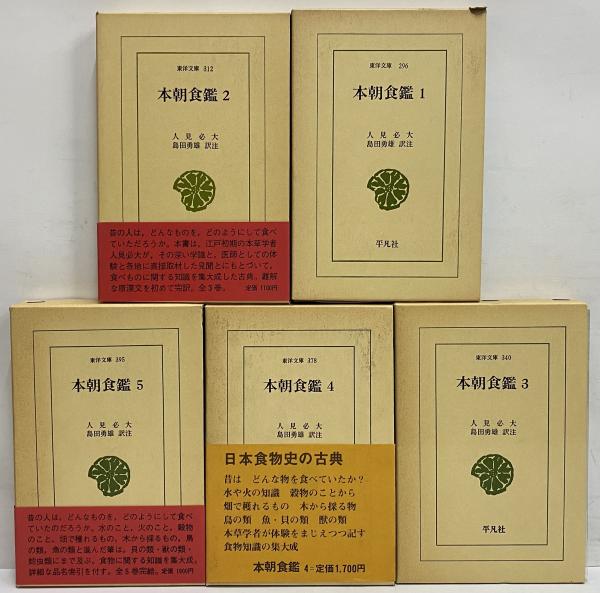 東洋文庫 312
本朝食鑑 2
人見必大
島田勇雄 訳注
昔の人は、どんなものを、どのようにして食べ
ていただろうか。本書は、江戸初期の本草学者
人見必大が、その深い学識と、医師としての体
験と各地に直接取材した見聞とにもとづいて、
食べものに関する知識を集大成した古典。難解
な原漢文を初めて完訳。全3巻。 定価 1100円
東洋文庫 296
本朝食鑑 1
人見必大
島田勇雄 訳注
平凡社
東洋文庫 395
本朝食鑑 5
人見必大
島田勇雄 訳注
昔の人は、どんなものを、どのようにして食べ
ていたのだろうか。水のこと、火のこと、穀物
のこと、畑で穫れるもの、木から採るもの、鳥
の類、魚の類と進んだ筆は、貝の類・獣の類・
蛇虫類にまで及ぶ。食物に関する知識を集大成。
詳細な品名索引を付す。全5巻完結。 定価 1900円
東洋文庫 378
本朝食鑑 4
人見必大
島田勇雄 訳注
日本食物史の古典
昔は どんな物を食べていたか?
水や火の知識 穀物のことから
畑で穫れるもの 木から採る物
鳥の類 魚・貝の類 獣の類
本草学者が体験をまじえつつ記す
食物知識の集大成
本朝食鑑 4=定価1,700円
東洋文庫 340
本朝食鑑 3
人見必大
島田勇雄 訳注
平凡社